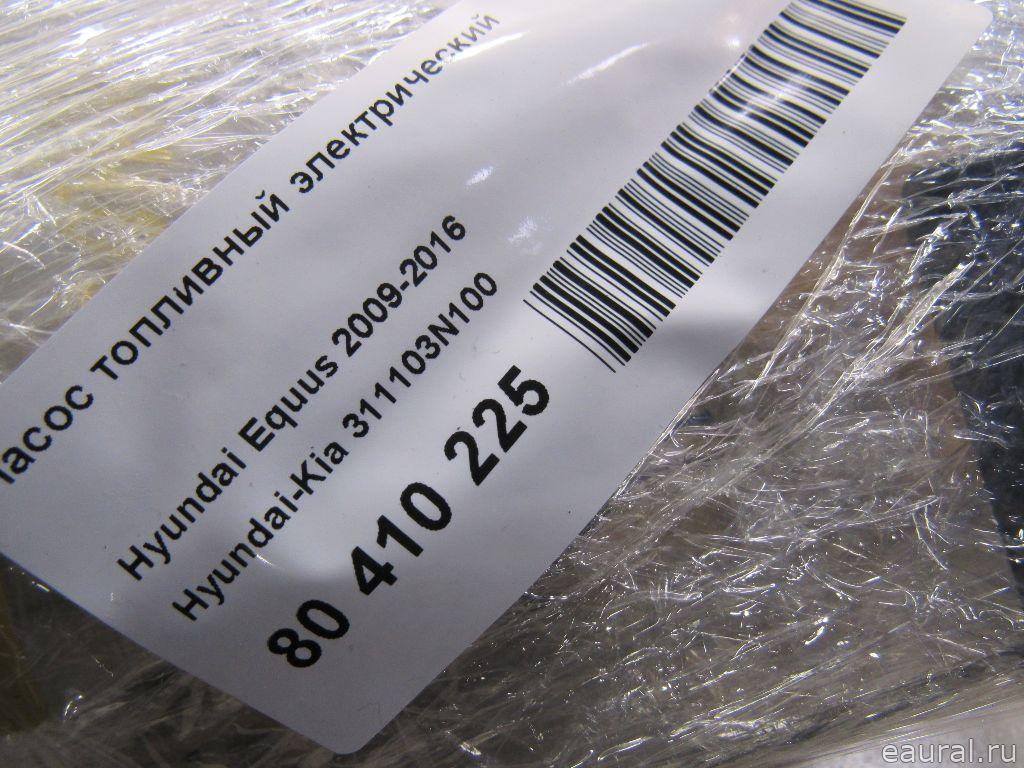 Насос топливный электрический
Hyundai Equus 2009-2016
Hyundai-Kia 311103N100
80 410 225
eaural.ru